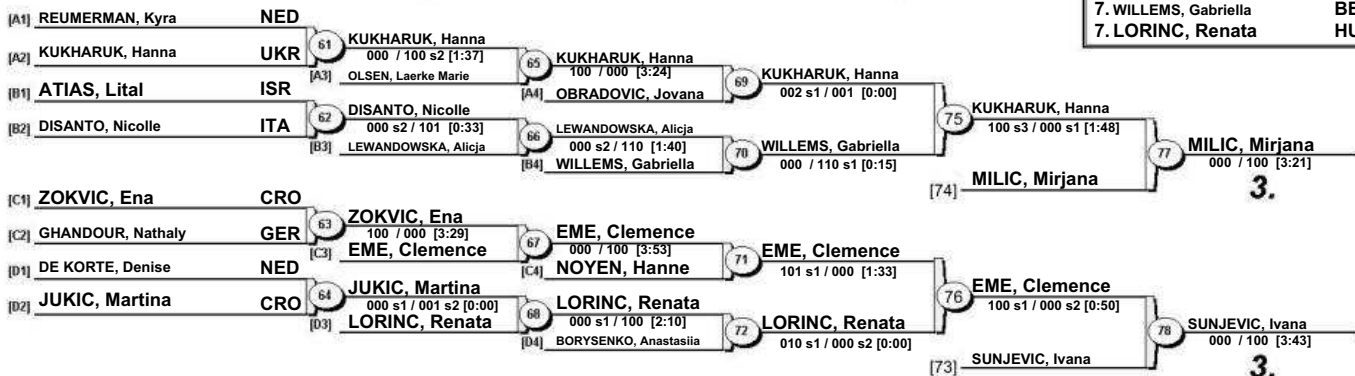 7. WILLEMS, Gabriella BE
7. LORINC, Renata HU
[A1] REUMERMAN, Kyra NED
[A2] KUKHARUK, Hanna UKR
61
KUKHARUK, Hanna
000 / 100 s2 [1:37]
[A3] OLSEN, Laerke Marie
65
KUKHARUK, Hanna
100 / 000 [3:24]
[A4] OBRADOVIC, Jovana
69
KUKHARUK, Hanna
002 s1 / 001 [0:00]
[B1] ATIAS, Lital ISR
[B2] DISANTO, Nicolle ITA
62
DISANTO, Nicolle
000 s2 / 101 [0:33]
[B3] LEWANDOWSKA, Alicja
66
LEWANDOWSKA, Alicja
000 s2 / 110 [1:40]
[B4] WILLEMS, Gabriella
70
WILLEMS, Gabriella
000 / 110 s1 [0:15]
75
KUKHARUK, Hanna
100 s3 / 000 s1 [1:48]
[74] MILIC, Mirjana
77
MILIC, Mirjana
000 / 100 [3:21]
3.
[C1] ZOKVIC, Ena CRO
[C2] GHANDOUR, Nathaly GER
63
ZOKVIC, Ena
100 / 000 [3:29]
[C3] EME, Clemence
67
EME, Clemence
000 / 100 [3:53]
[C4] NOYEN, Hanne
71
EME, Clemence
101 s1 / 000 [1:33]
[D1] DE KORTE, Denise NED
[D2] JUKIC, Martina CRO
64
JUKIC, Martina
000 s1 / 001 s2 [0:00]
[D3] LORINC, Renata
68
LORINC, Renata
000 s1 / 100 [2:10]
[D4] BORYSENKO, Anastasiia
72
LORINC, Renata
010 s1 / 000 s2 [0:00]
76
EME, Clemence
100 s1 / 000 s2 [0:50]
[73] SUNJEVIC, Ivana
78
SUNJEVIC, Ivana
000 / 100 [3:43]
3.